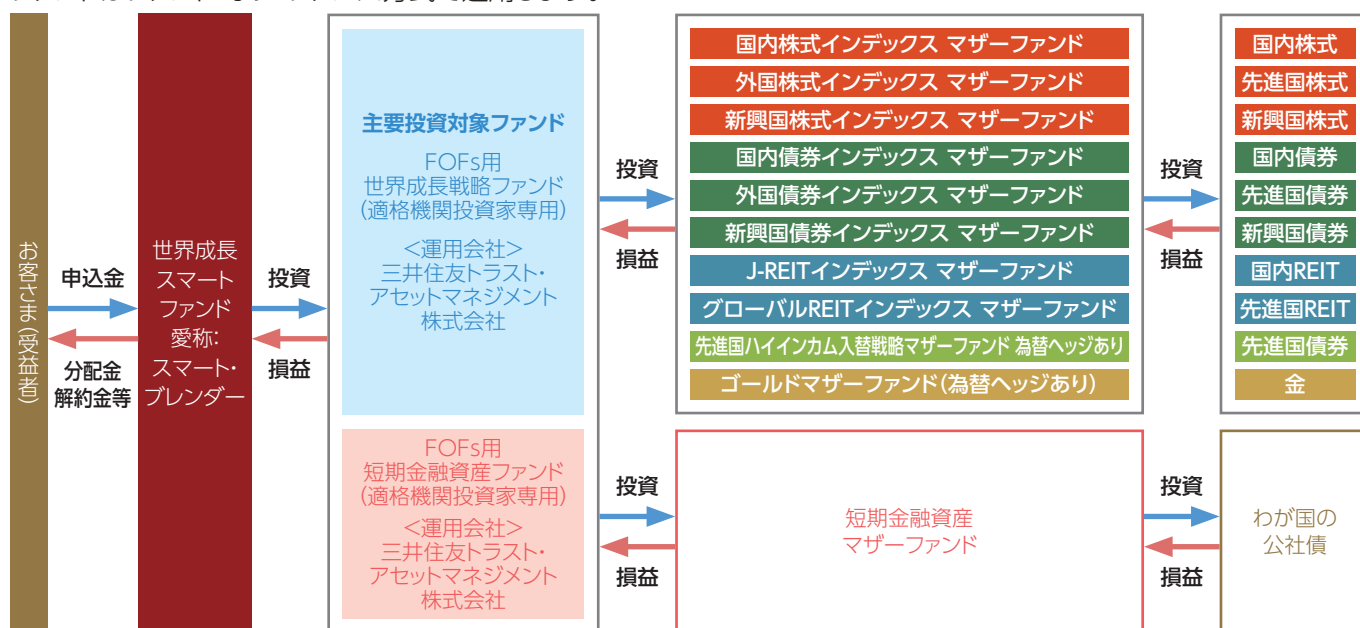 お客さま(受益者)
申込金
分配金
解約金等
世界成長
スマート
ファンド
愛称:
スマート・
ブレンダー
投資
損益
主要投資対象ファンド
FOFs用
世界成長戦略ファンド
(適格機関投資家専用)
<運用会社>
三井住友トラスト・
アセットマネジメント
株式会社
投資
損益
国内株式インデックス マザーファンド
外国株式インデックス マザーファンド
新興国株式インデックス マザーファンド
国内債券インデックス マザーファンド
外国債券インデックス マザーファンド
新興国債券インデックス マザーファンド
J-REITインデックス マザーファンド
グローバルREITインデックス マザーファンド
先進国ハイインカム入替戦略マザーファンド 為替ヘッジあり
ゴールドマザーファンド(為替ヘッジあり)
投資
損益
国内株式
先進国株式
新興国株式
国内債券
先進国債券
新興国債券
国内REIT
先進国REIT
先進国債券
金
FOFs用
短期金融資産ファンド
(適格機関投資家専用)
<運用会社>
三井住友トラスト・
アセットマネジメント
株式会社
投資
損益
短期金融資産
マザーファンド
投資
損益
わが国の
公社債